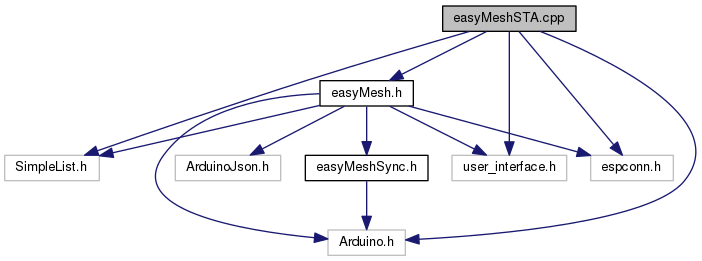 easyMeshSTA.cpp
easyMesh.h
SimpleList.h
ArduinoJson.h
easyMeshSync.h
user_interface.h
espconn.h
Arduino.h